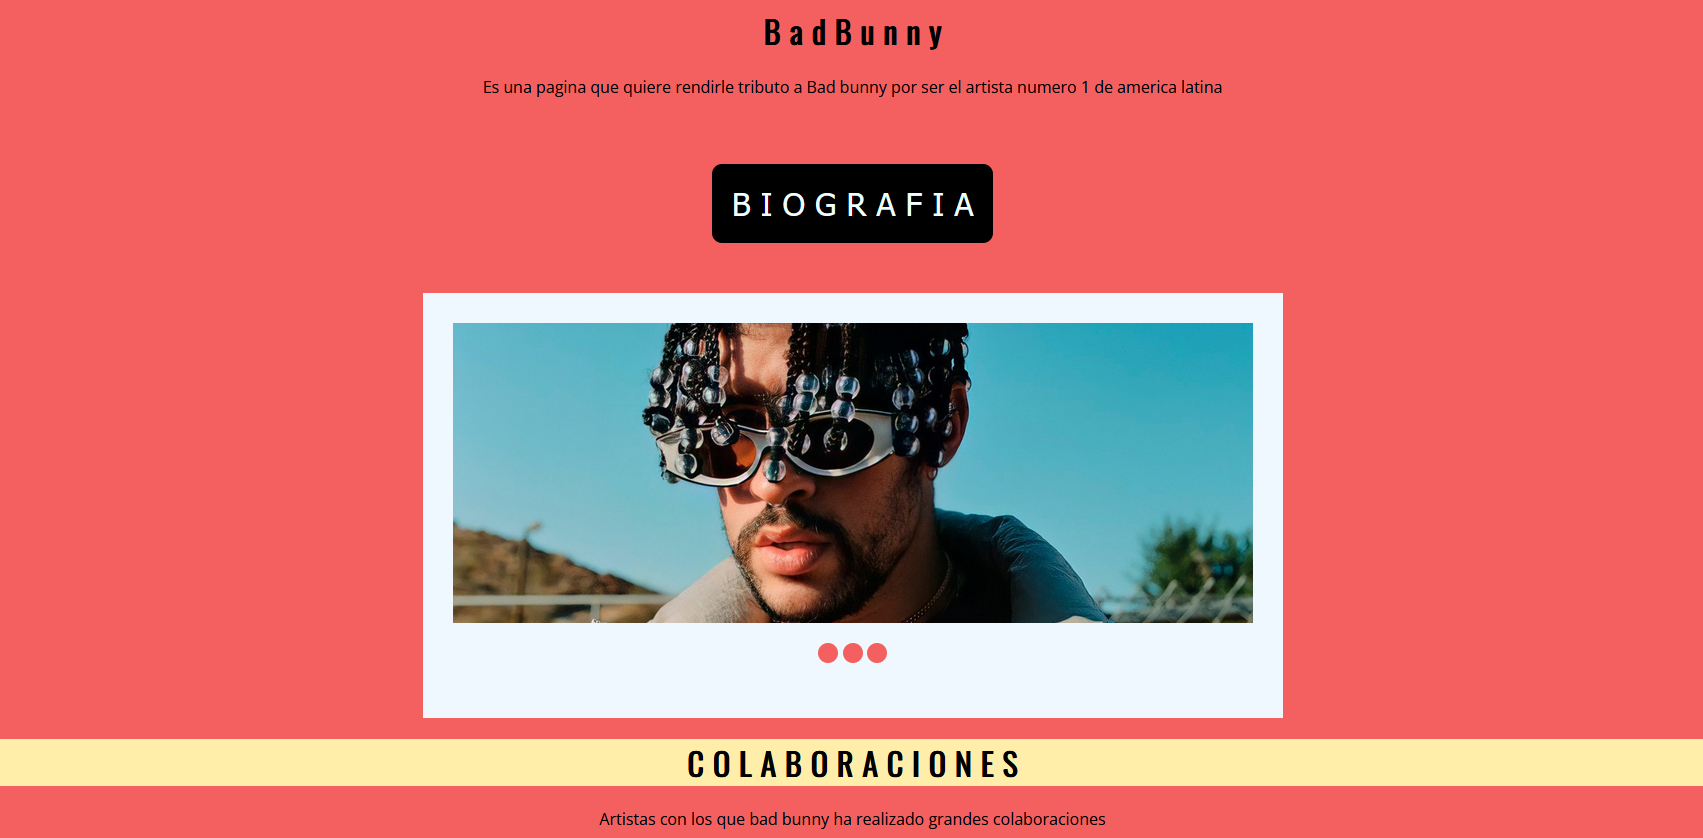 BadBunny
Es una pagina que quiere rendirle tributo a Bad bunny por ser el artista numero 1 de america latina
BIOGRAFIA
COLABORACIONES
Artistas con los que bad bunny ha realizado grandes colaboraciones